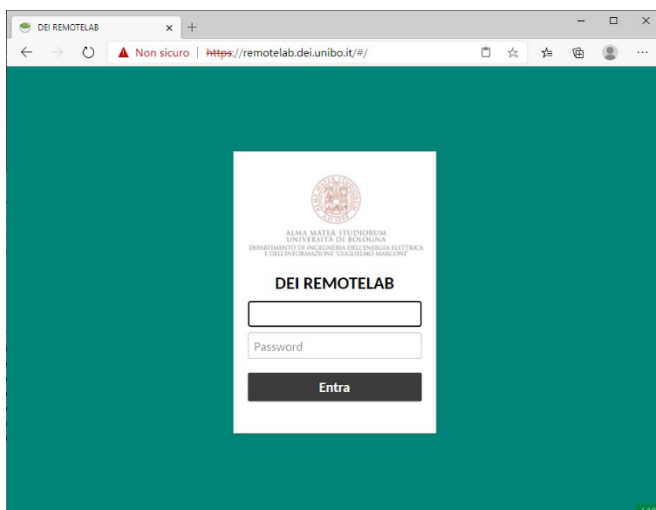 DEI REMOTELAB
Non sicuro | https://remotelab.dei.unibo.it/#/
ALMA MATER STUDIORUM
UNIVERSITÀ DI BOLOGNA
DIPARTIMENTO DI INGEGNERIA DELL'ENERGIA ELETTRICA
E DELL'INFORMAZIONE "GUGLIELMO MARCONI"
DEI REMOTELAB
Password
Entra